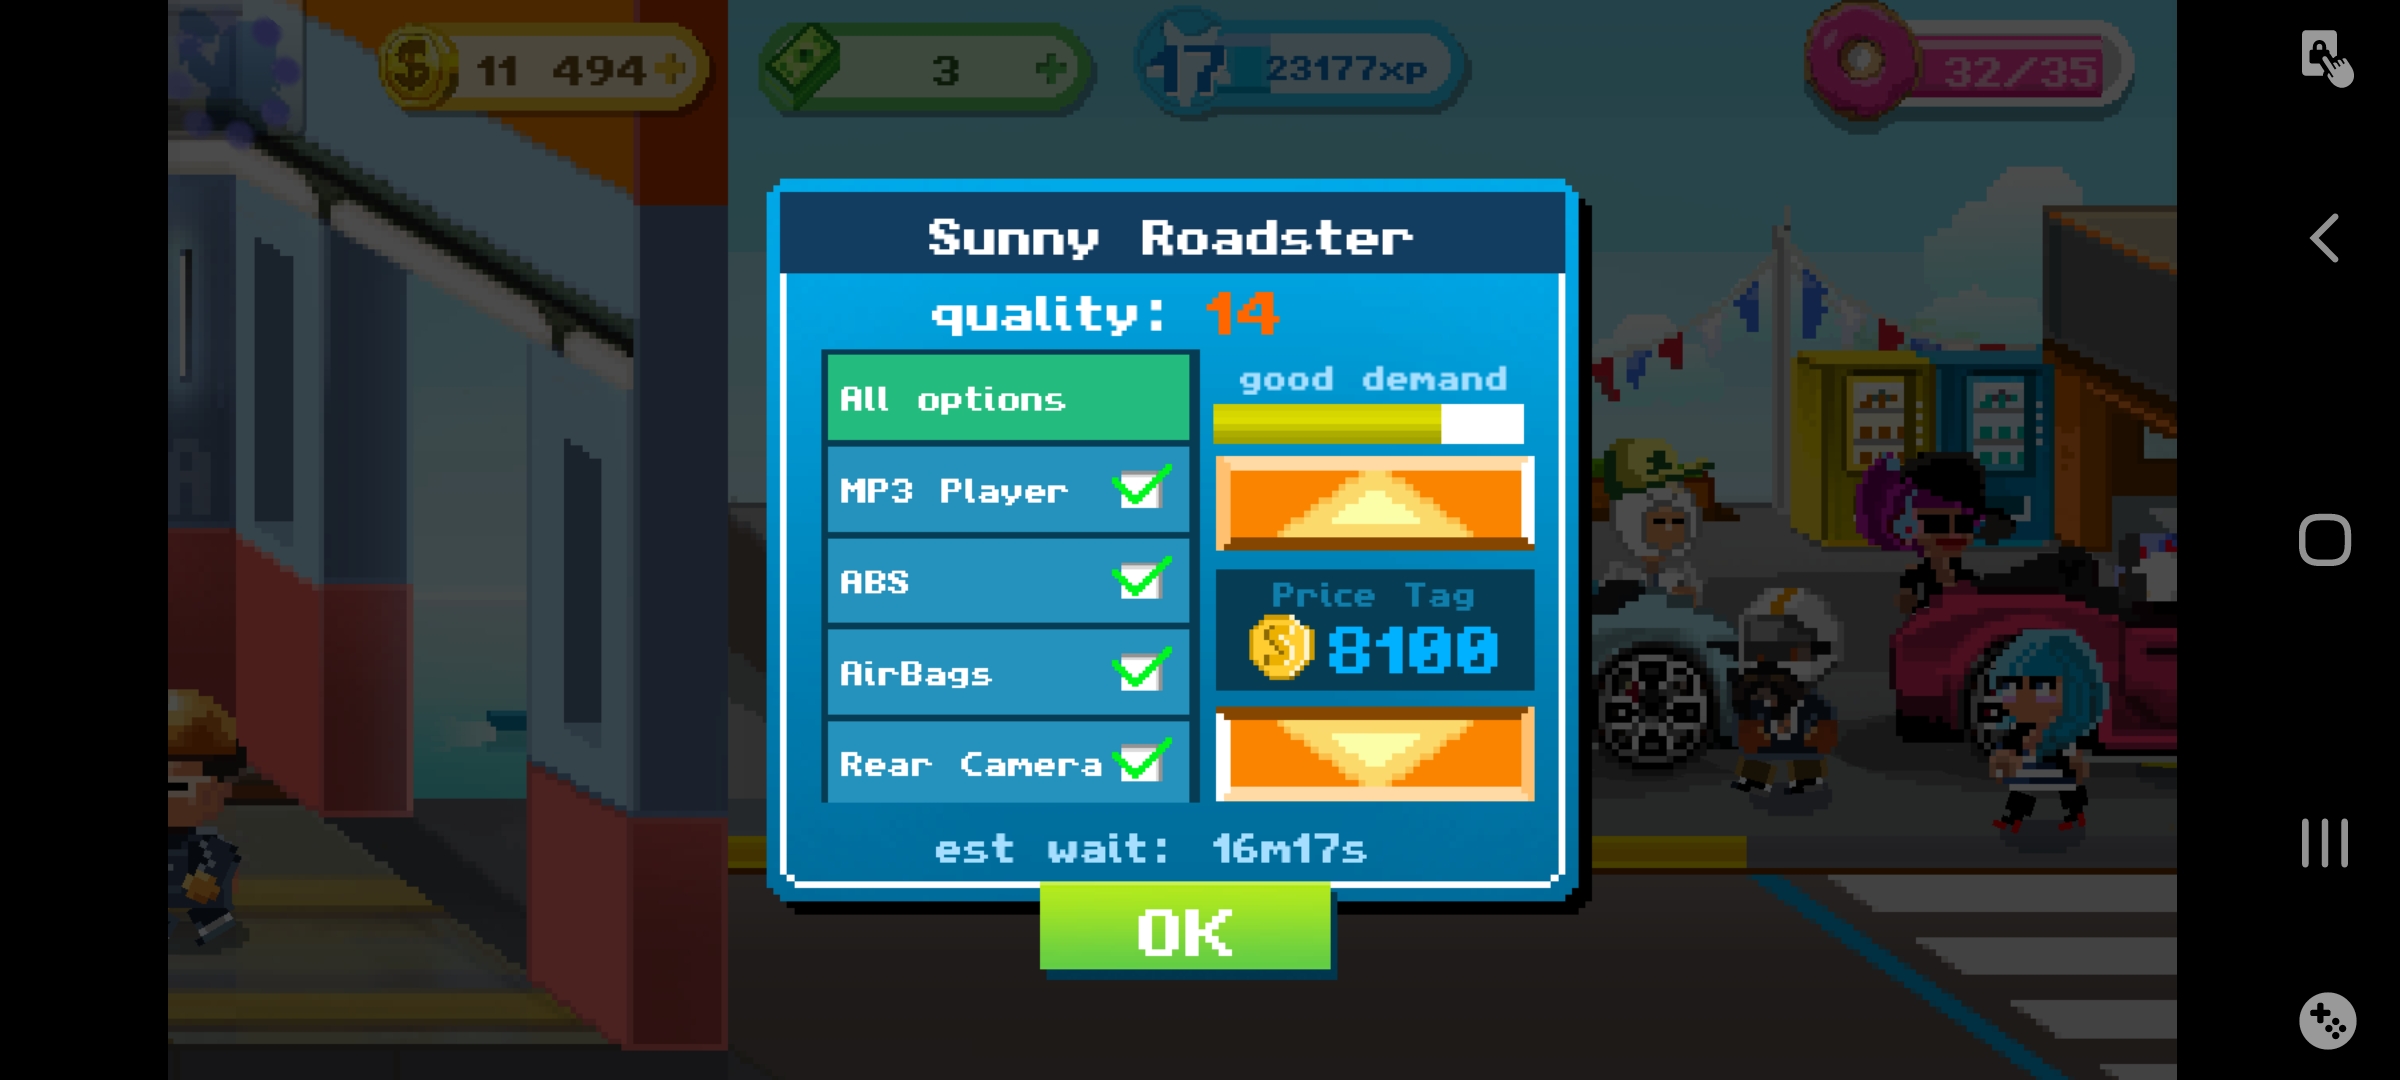 11 494
3
17
23177xp
32/35
Sunny Roadster
quality: 14
All options
MP3 Player
ABS
AirBags
Rear Camera
good demand
Price Tag
8100
est wait: 16m17s
OK